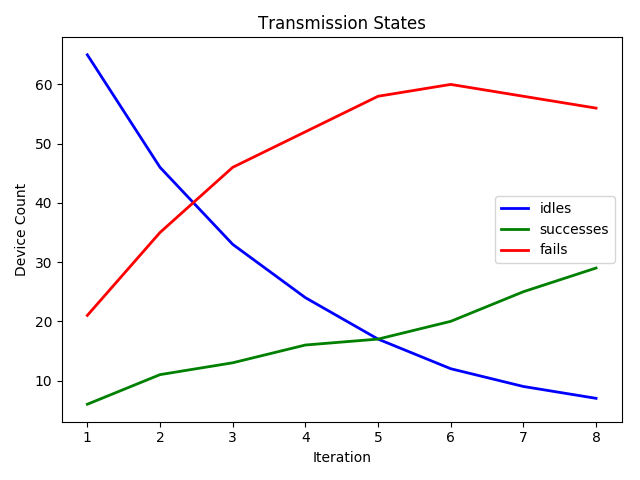 Transmission States
Device Count
60
50
40
30
20
10
idles
successes
fails
1 2 3 4 5 6 7 8
Iteration